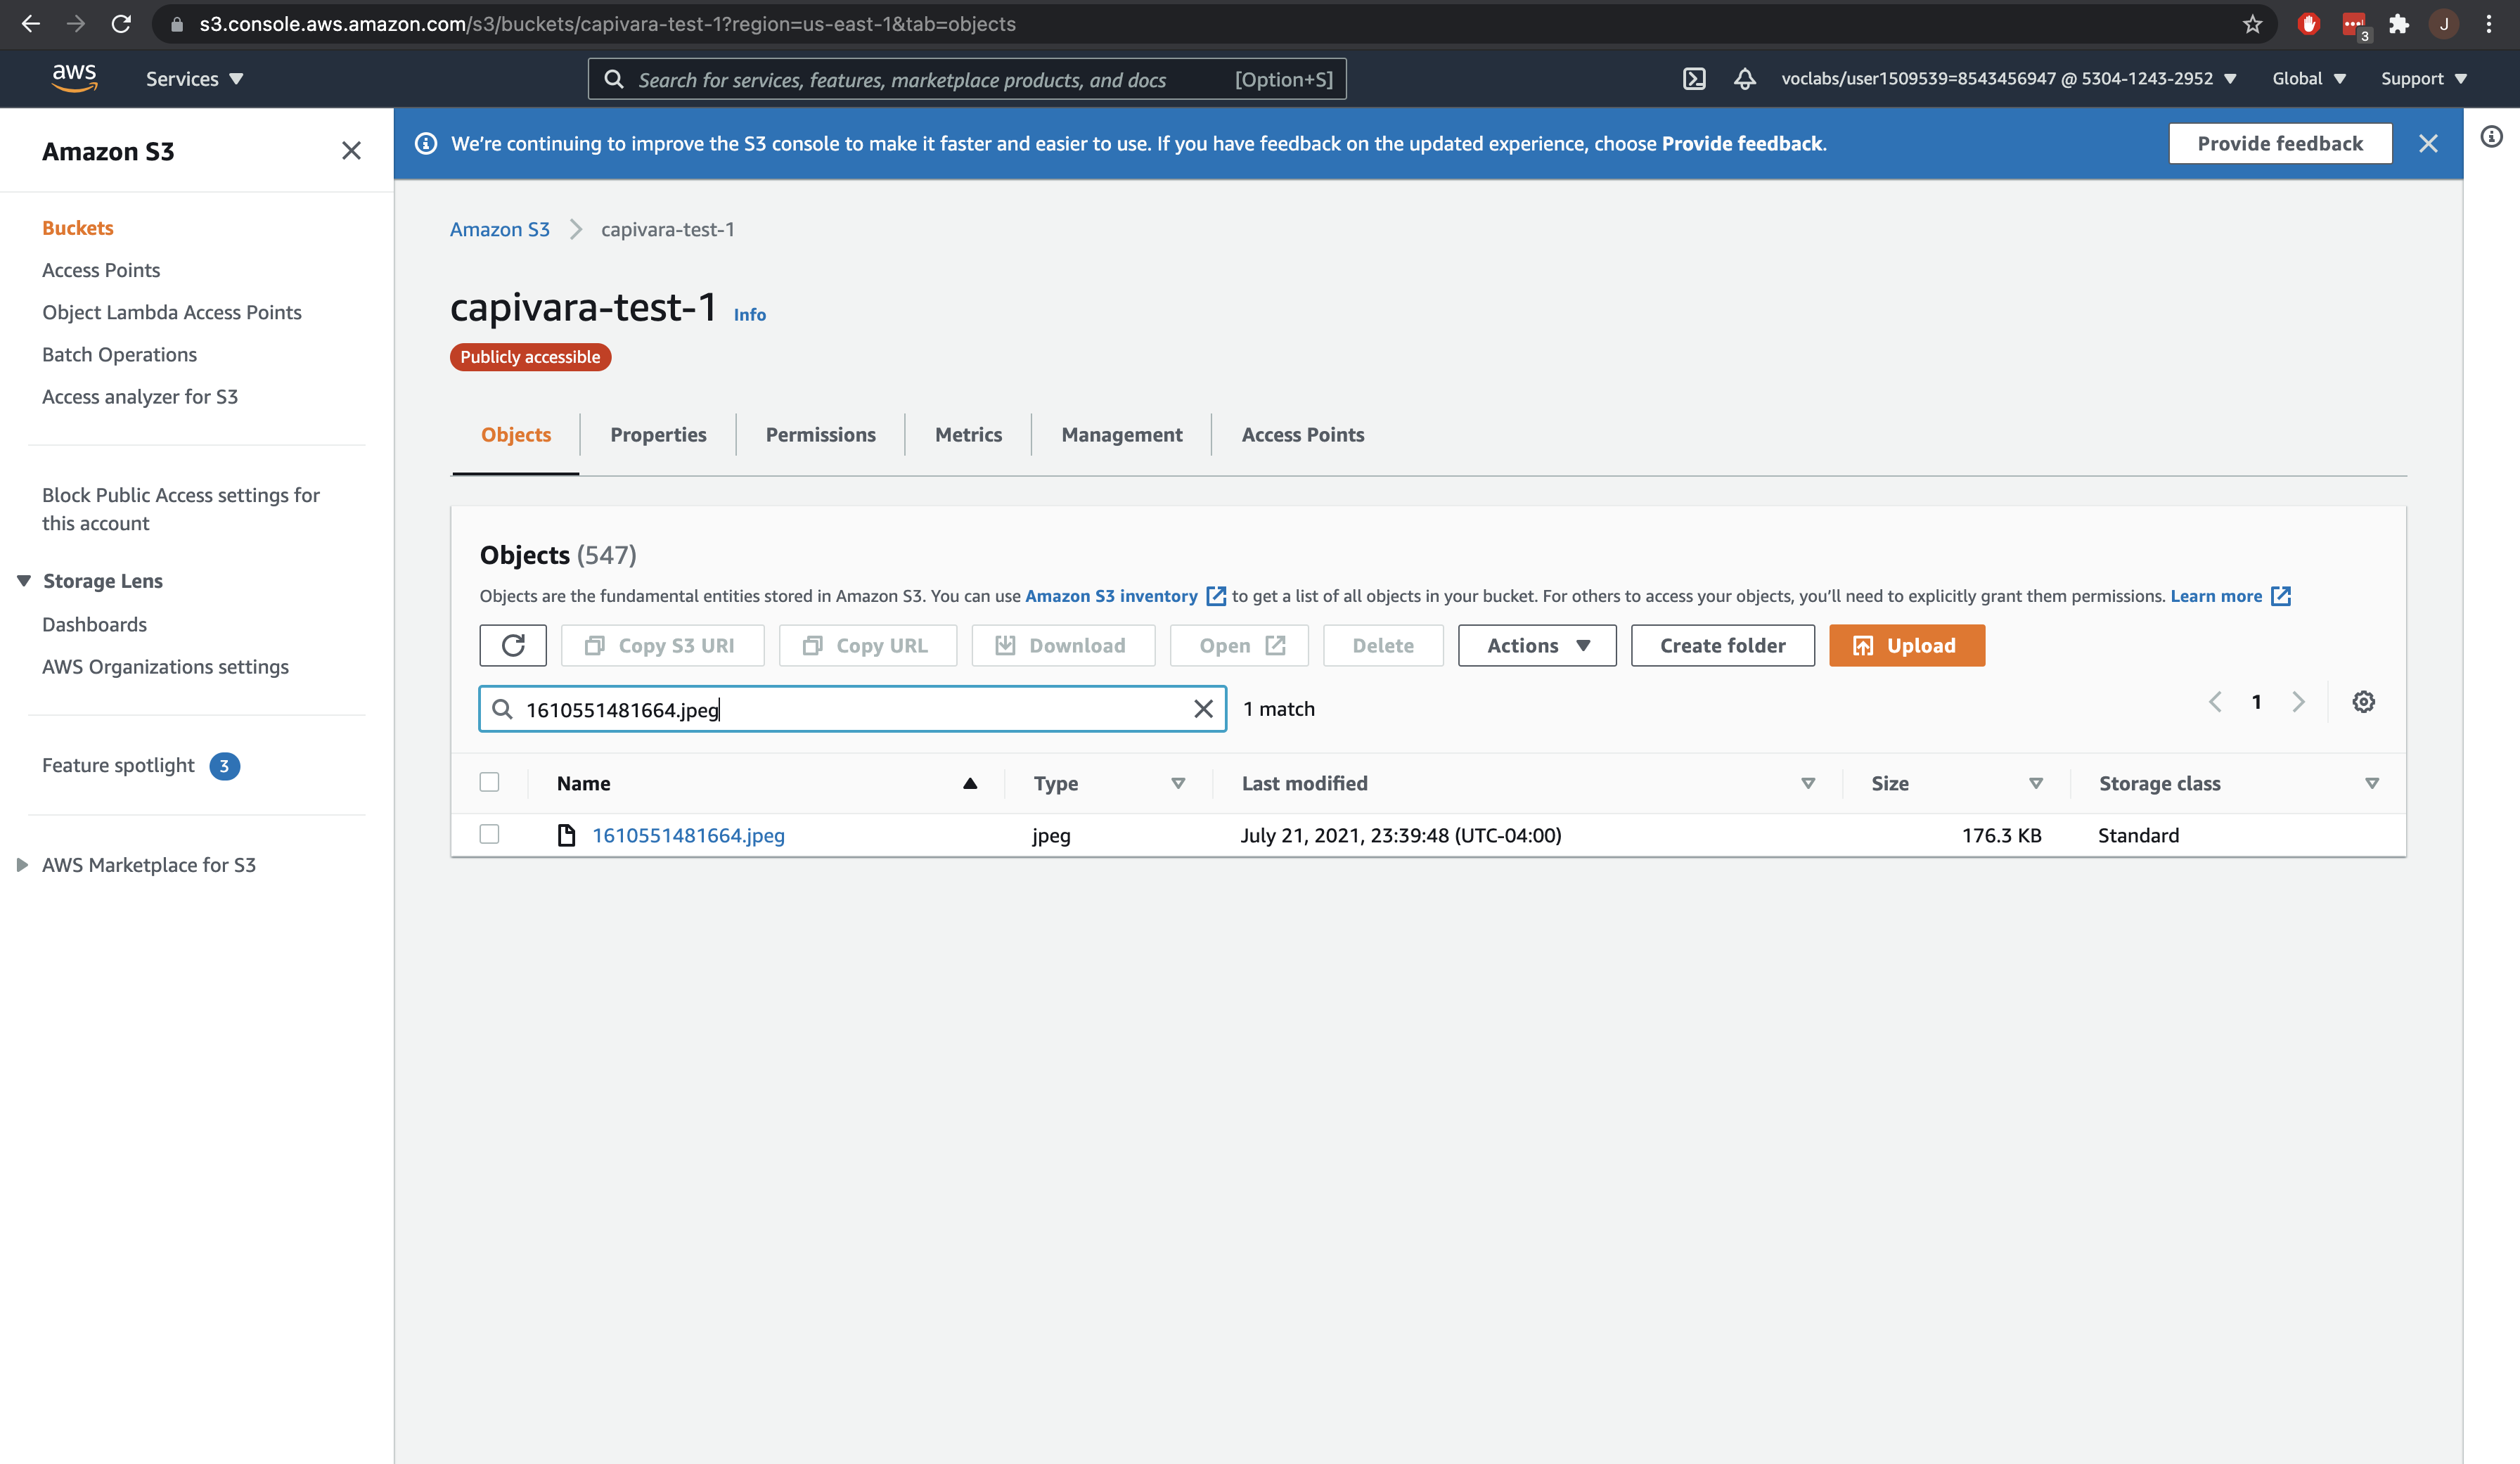 s3.console.aws.amazon.com/s3/buckets/capivara-test-1?region=us-east-1&tab=objects
3
J
aws
Services
Search for services, features, marketplace products, and docs [Option+S]
voclabs/user1509539=8543456947 @ 5304-1243-2952
Global
Support
Amazon S3
We're continuing to improve the S3 console to make it faster and easier to use. If you have feedback on the updated experience, choose Provide feedback.
Provide feedback
Buckets
Access Points
Object Lambda Access Points
Batch Operations
Access analyzer for S3
Block Public Access settings for
this account
Storage Lens
Dashboards
AWS Organizations settings
Feature spotlight 3
AWS Marketplace for S3
Amazon S3 capivara-test-1
capivara-test-1 Info
Publicly accessible
Objects Properties Permissions Metrics Management Access Points
Objects (547)
Objects are the fundamental entities stored in Amazon S3. You can use Amazon S3 inventory to get a list of all objects in your bucket. For others to access your objects, you'll need to explicitly grant them permissions. Learn more
Copy S3 URI Copy URL Download Open Delete Actions Create folder Upload
1610551481664.jpeg 1 match 1
Name Type Last modified Size Storage class
1610551481664.jpeg jpeg July 21, 2021, 23:39:48 (UTC-04:00) 176.3 KB Standard